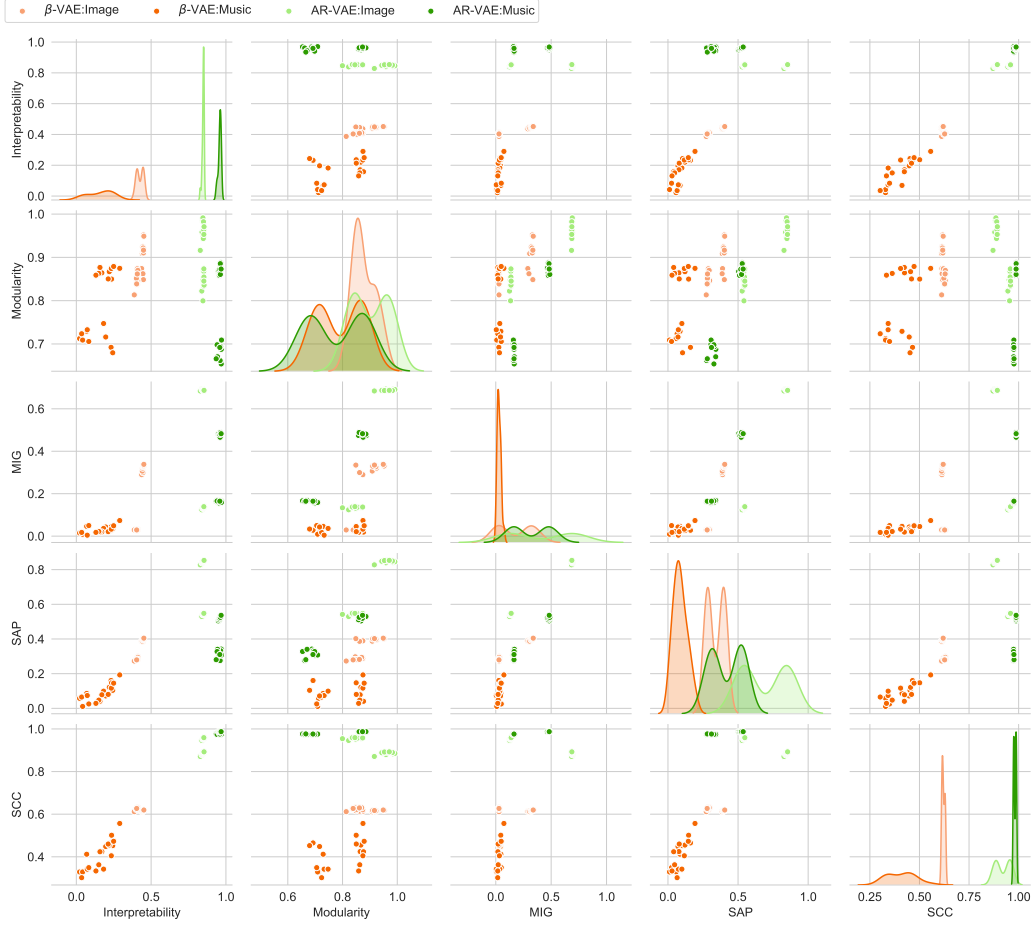 β-VAE:Image β-VAE:Music AR-VAE:Image AR-VAE:Music
1.0
0.8
0.6
0.4
0.2
0.0
Interpretability
1.0
0.9
0.8
0.7
Modularity
0.6
0.4
0.2
0.0
MIG
0.8
0.6
0.4
0.2
0.0
SAP
1.0
0.8
0.6
0.4
SCC
0.0 0.5 1.0 0.6 0.8 1.0 0.0 0.5 1.0 0.0 0.5 1.0 0.25 0.50 0.75 1.00
Interpretability Modularity MIG SAP SCC